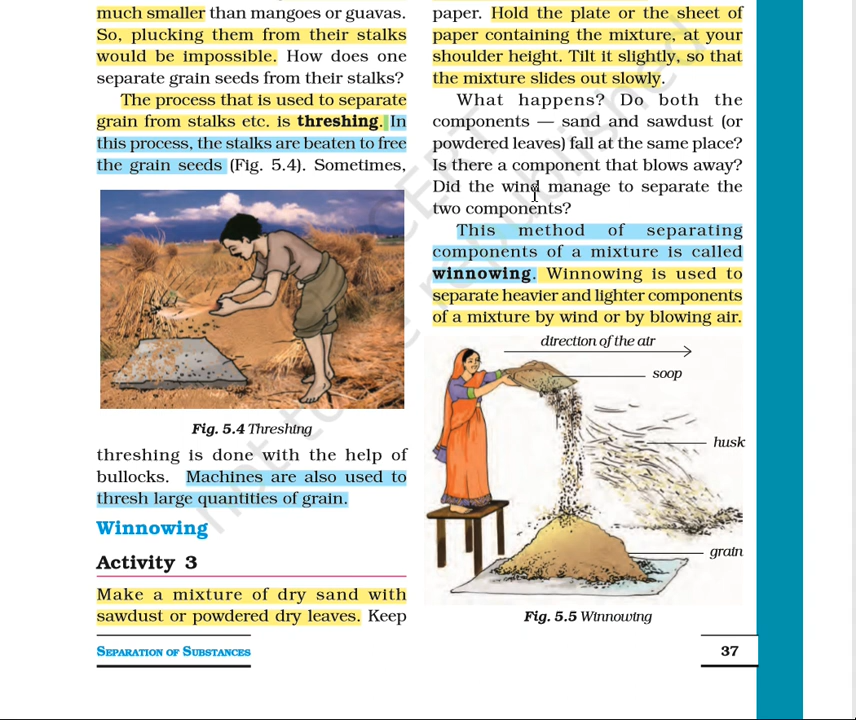 much smaller than mangoes or guavas.
So, plucking them from their stalks
would be impossible. How does one
separate grain seeds from their stalks?
The process that is used to separate
grain from stalks etc. is threshing. In
this process, the stalks are beaten to free
the grain seeds (Fig. 5.4). Sometimes,
Fig. 5.4 Threshing
threshing is done with the help of
bullocks. Machines are also used to
thresh large quantities of grain.
Winnowing
Activity 3
Make a mixture of dry sand with
sawdust or powdered dry leaves. Keep
paper. Hold the plate or the sheet of
paper containing the mixture, at your
shoulder height. Tilt it slightly, so that
the mixture slides out slowly.
What happens? Do both the
components — sand and sawdust (or
powdered leaves) fall at the same place?
Is there a component that blows away?
Did the wind manage to separate the
two components?
This method of separating
components of a mixture is called
winnowing. Winnowing is used to
separate heavier and lighter components
of a mixture by wind or by blowing air.
direction of the air
soop
husk
grain
Fig. 5.5 Winnowing
SEPARATION OF SUBSTANCES
37